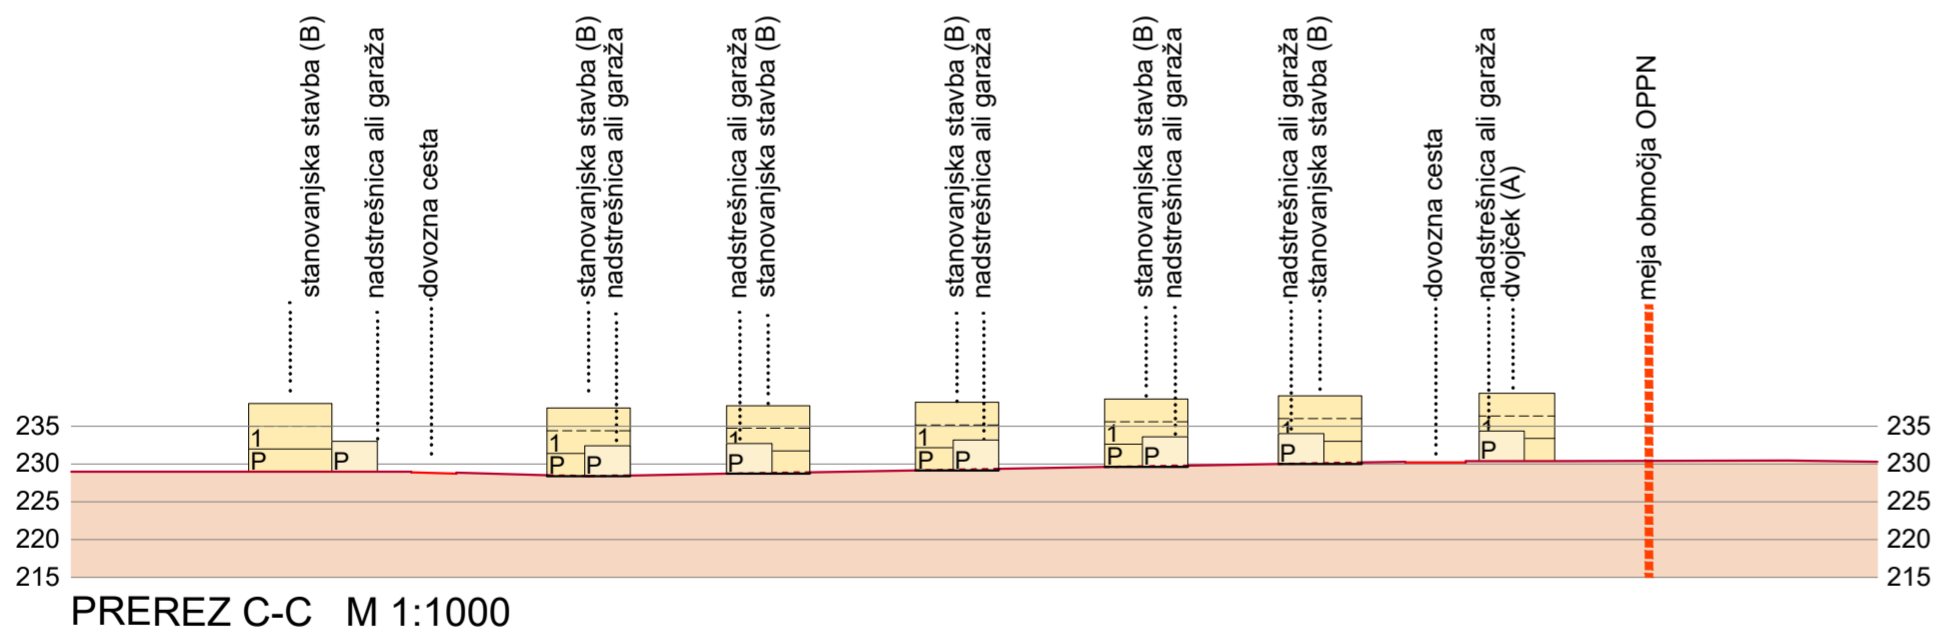 stanovanjska stavba (B)
nadstrešnica ali garaža
dovozna cesta
stanovanjska stavba (B)
nadstrešnica ali garaža
nadstrešnica ali garaža
stanovanjska stavba (B)
stanovanjska stavba (B)
nadstrešnica ali garaža
stanovanjska stavba (B)
nadstrešnica ali garaža
nadstrešnica ali garaža
stanovanjska stavba (B)
dovozna cesta
nadstrešnica ali garaža
dvojček (A)
meja območja OPPN
235
230
225
220
215
1
P
P
1
P
P
1
P
1
P
P
1
P
P
1
P
1
P
235
230
225
220
215
PREREZ C-C M 1:1000